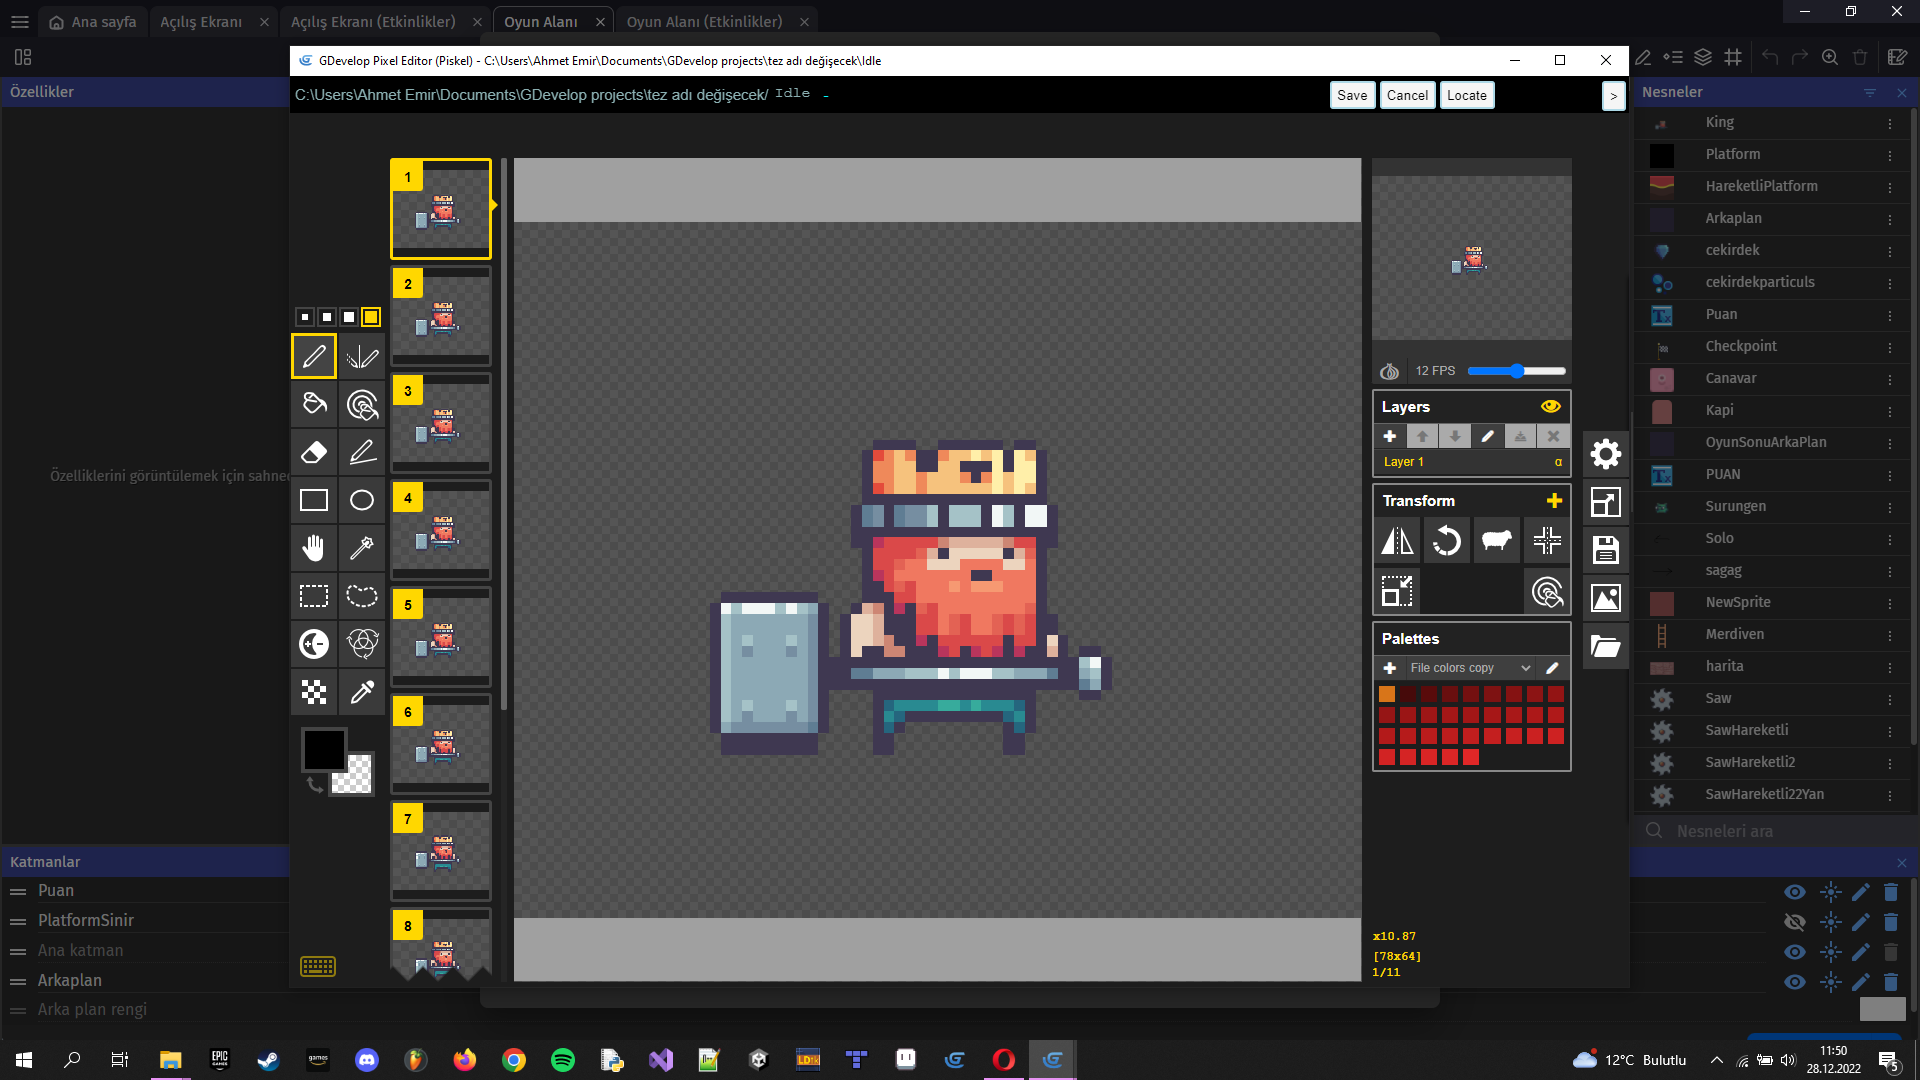 Ana sayfa
Açılış Ekranı
Açılış Ekranı (Etkinlikler)
Oyun Alanı
Oyun Alanı (Etkinlikler)
GDevelop Pixel Editor (Piskel) - C:\Users\Ahmet Emir\Documents\GDevelop projects\tez adı değişecek\Idle
C:\Users\Ahmet Emir\Documents\GDevelop projects\tez adı değişecek/ Idle -
Save
Cancel
Locate
>
Özellikler
Özelliklerini görüntülemek için sahned
1
2
3
4
5
6
7
8
12 FPS
Layers
Layer 1
α
Transform
Palettes
File colors copy
x10.87
[78x64]
1/11
Nesneler
King
Platform
HareketliPlatform
Arkaplan
cekirdek
cekirdekparticuls
Puan
Checkpoint
Canavar
Kapi
OyunSonuArkaPlan
PUAN
Surungen
Solo
sagag
NewSprite
Merdiven
harita
Saw
SawHareketli
SawHareketli2
SawHareketli22Yan
Nesneleri ara
Katmanlar
Puan
PlatformSinir
Ana katman
Arkaplan
Arka plan rengi
EPIC
GAMES
games
12°C Bulutlu
11:50
28.12.2022
5